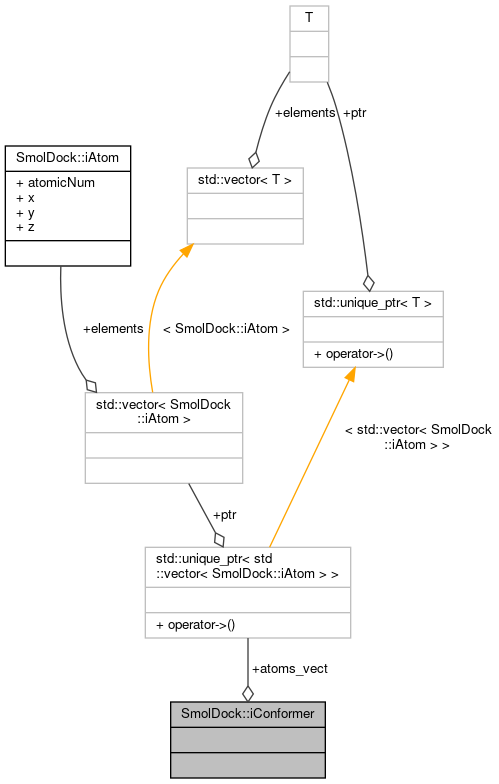 T
+elements
+ptr
SmolDock::iAtom
+ atomicNum
+ x
+ y
+ z
std::vector< T >
std::unique_ptr< T >
+ operator->()
+elements
< SmolDock::iAtom >
std::vector< SmolDock
::iAtom >
< std::vector< SmolDock
::iAtom > >
+ptr
std::unique_ptr< std
::vector< SmolDock::iAtom > >
+ operator->()
+atoms_vect
SmolDock::iConformer